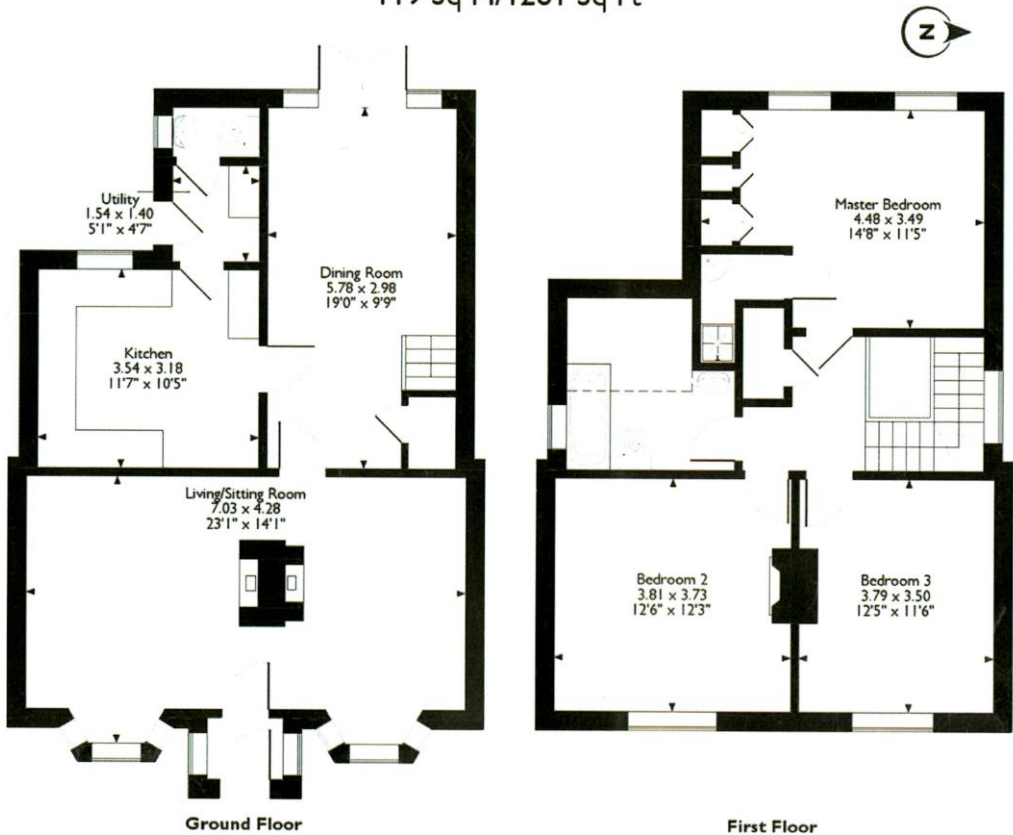 N
Utility
1.54 x 1.40
5'1" x 4'7"
Dining Room
5.78 x 2.98
19'0" x 9'9"
Kitchen
3.54 x 3.18
11'7" x 10'5"
Living/Sitting Room
7.03 x 4.28
23'1" x 14'1"
Ground Floor
Master Bedroom
4.48 x 3.49
14'8" x 11'5"
Bedroom 2
3.81 x 3.73
12'6" x 12'3"
Bedroom 3
3.79 x 3.50
12'5" x 11'6"
First Floor